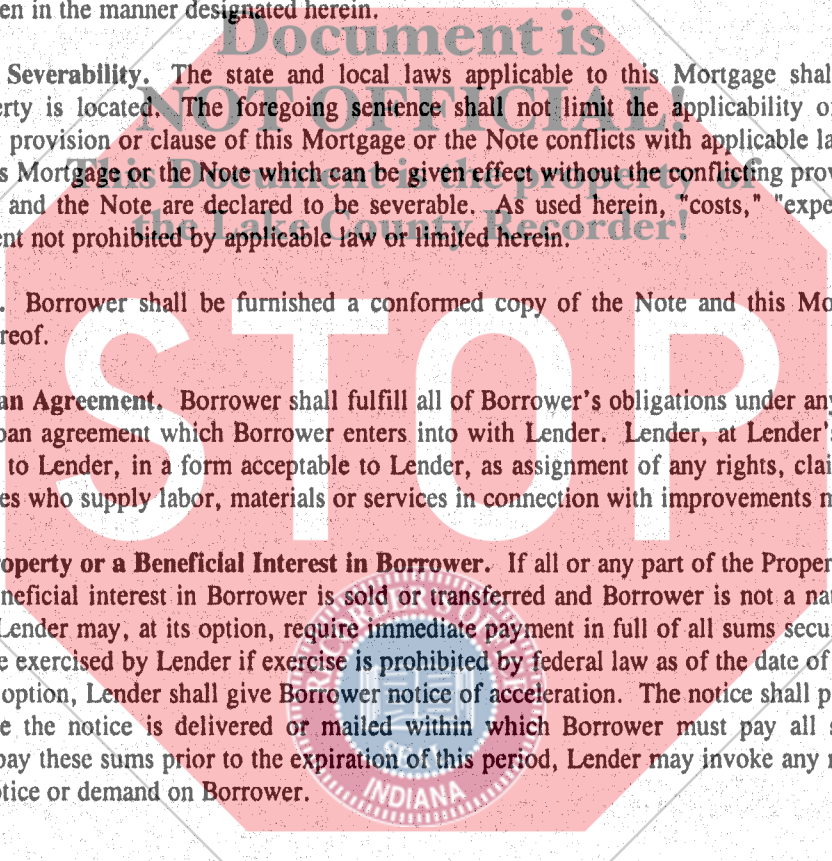 en in the manner designated herein.
Document is
Severability. The state and local laws applicable to this Mortgage shal
erty is located. The foregoing sentence shall not limit the applicability o
NOT OFFICIAL!
provision or clause of this Mortgage or the Note conflicts with applicable la
s Mortgage or the Note which can be given effect without the conflicting prov
This Document is the property of
and the Note are declared to be severable. As used herein, "costs," "expe
the Lake County Recorder!
ent not prohibited by applicable law or limited herein.
. Borrower shall be furnished a conformed copy of the Note and this Mo
reof.
STOP
an Agreement. Borrower shall fulfill all of Borrower's obligations under any
oan agreement which Borrower enters into with Lender. Lender, at Lender's
to Lender, in a form acceptable to Lender, as assignment of any rights, clai
es who supply labor, materials or services in connection with improvements m
operty or a Beneficial Interest in Borrower. If all or any part of the Proper
neficial interest in Borrower is sold or transferred and Borrower is not a na
Lender may, at its option, require immediate payment in full of all sums secu
e exercised by Lender if exercise is prohibited by federal law as of the date of
option, Lender shall give Borrower notice of acceleration. The notice shall p
e the notice is delivered or mailed within which Borrower must pay all s
pay these sums prior to the expiration of this period, Lender may invoke any r
tice or demand on Borrower.
RECORDER'S OFFICE
SEAL
INDIANA